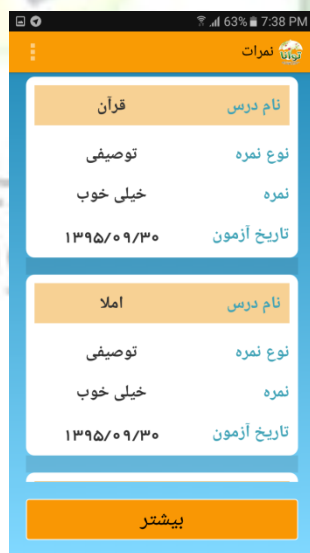 63% 7:38 PM
نمرات
توانا
نام درس قرآن
نوع نمره توصیفی
نمره خیلی خوب
تاریخ آزمون ۱۳۹۵/۰۹/۳۰
نام درس املا
نوع نمره توصیفی
نمره خیلی خوب
تاریخ آزمون ۱۳۹۵/۰۹/۳۰
بیشتر